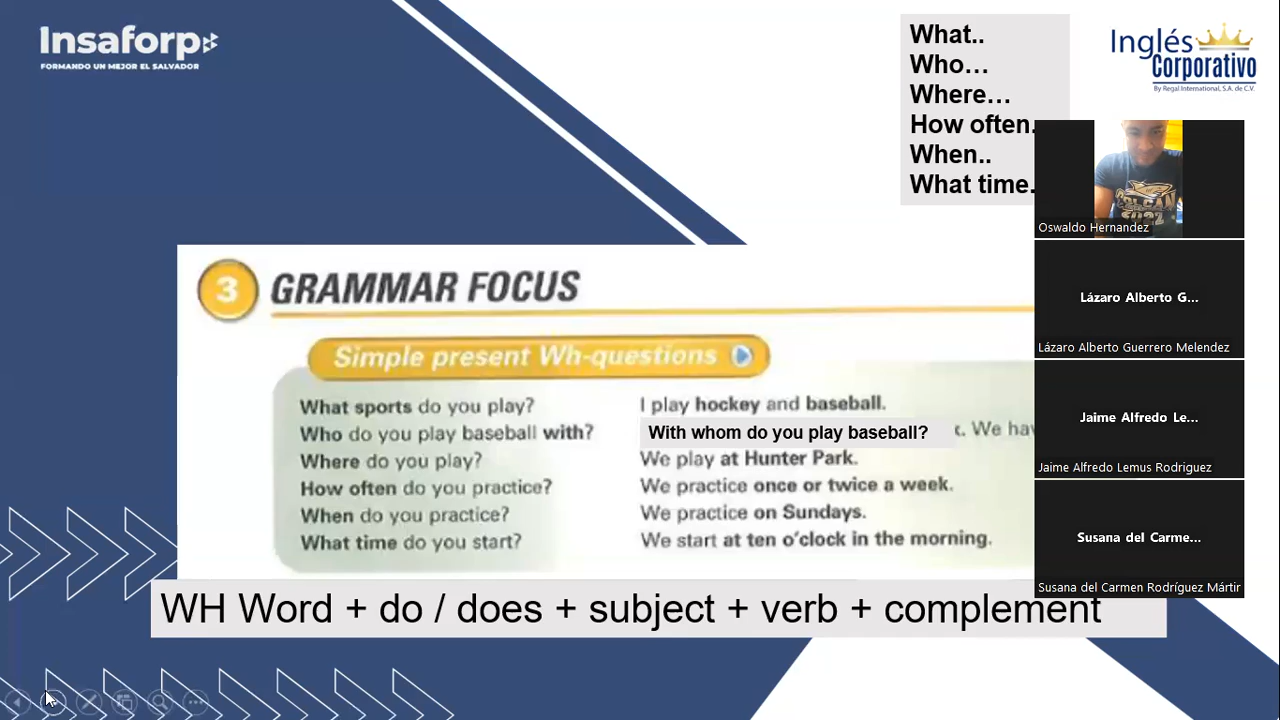 Insaforp
FORMANDO UN MEJOR EL SALVADOR
What..
Who…
Where…
How often.
When..
What time.
Inglés
Corporativo
By Regal International, S.A. de C.V.
Oswaldo Hernandez
Lázaro Alberto G...
Lázaro Alberto Guerrero Melendez
Jaime Alfredo Le...
Jaime Alfredo Lemus Rodriguez
Susana del Carme...
Susana del Carmen Rodríguez Mártir
3 GRAMMAR FOCUS
Simple present Wh-questions
What sports do you play? I play hockey and baseball.
Who do you play baseball with? With whom do you play baseball? We hav
Where do you play? We play at Hunter Park.
How often do you practice? We practice once or twice a week.
When do you practice? We practice on Sundays.
What time do you start? We start at ten o'clock in the morning.
WH Word + do / does + subject + verb + complement